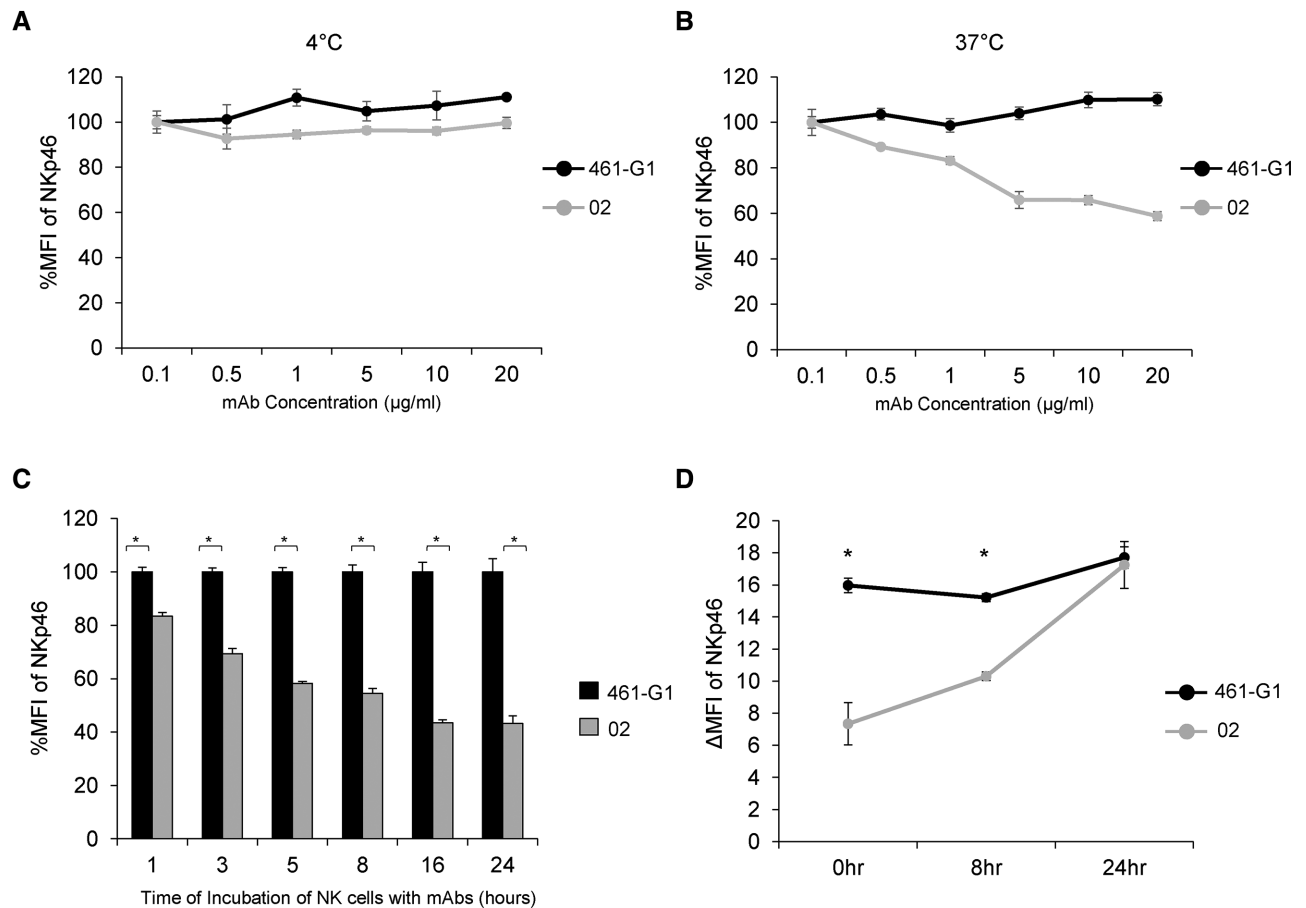 A
4°C
%MFI of NKp46
120
100
80
60
40
20
0
0.1 0.5 1 5 10 20
mAb Concentration (µg/ml)
461-G1
02
B
37°C
%MFI of NKp46
120
100
80
60
40
20
0
0.1 0.5 1 5 10 20
mAb Concentration (µg/ml)
461-G1
02
C
%MFI of NKp46
120
100
80
60
40
20
0
* * * * * *
1 3 5 8 16 24
Time of Incubation of NK cells with mAbs (hours)
461-G1
02
D
ΔMFI of NKp46
20
18
16
14
12
10
8
6
4
2
0
* *
0hr 8hr 24hr
461-G1
02